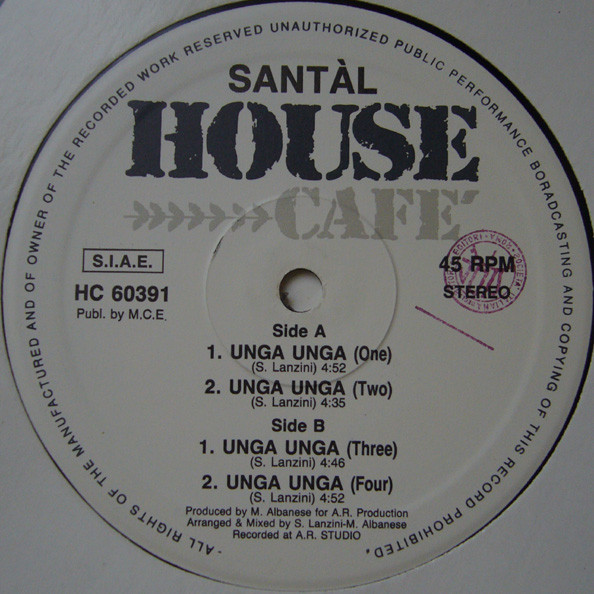 -ALL RIGHTS OF THE MANUFACTURED AND OF OWNER OF THE RECORDED WORK RESERVED UNAUTHORIZED PUBLIC PERFORMANCE BORADCASTING AND COPYING OF THIS RECORD PROHIBITED.
SANTÀL
HOUSE
CAFE´
S.I.A.E.
HC 60391
Publ. by M.C.E.
45 RPM
STEREO
Side A
1. UNGA UNGA (One)
(S. Lanzini) 4:52
2. UNGA UNGA (Two)
(S. Lanzini) 4:35
Side B
1. UNGA UNGA (Three)
(S. Lanzini) 4:46
2. UNGA UNGA (Four)
(S. Lanzini) 4:52
Produced by M. Albanese for A.R. Production
Arranged & Mixed by S. Lanzini-M. Albanese
Recorded at A.R. STUDIO